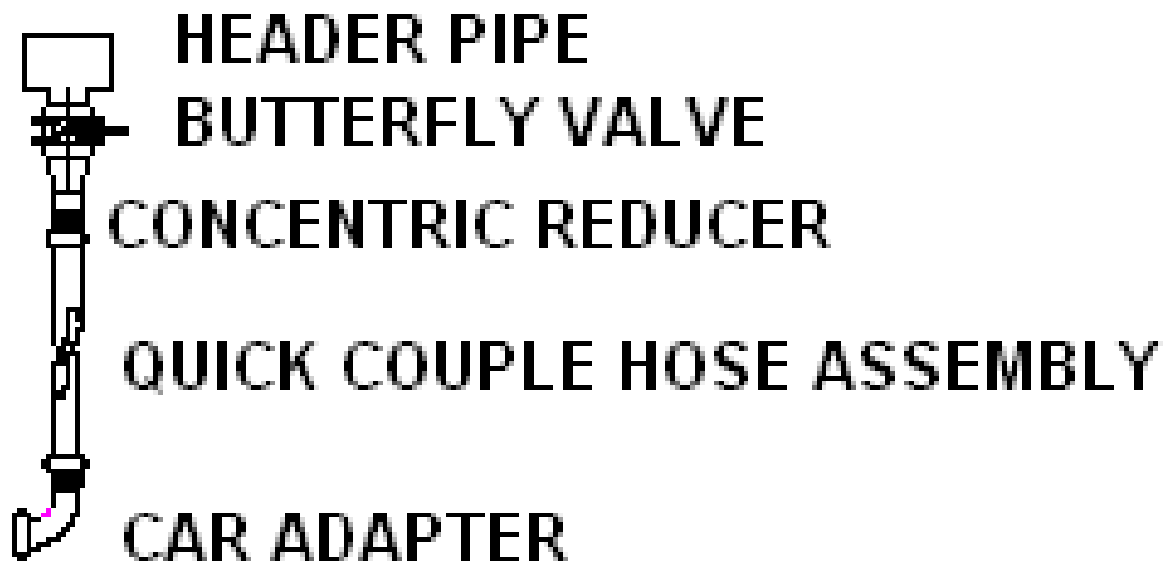 HEADER PIPE
BUTTERFLY VALVE
CONCENTRIC REDUCER
QUICK COUPLE HOSE ASSEMBLY
CAR ADAPTER